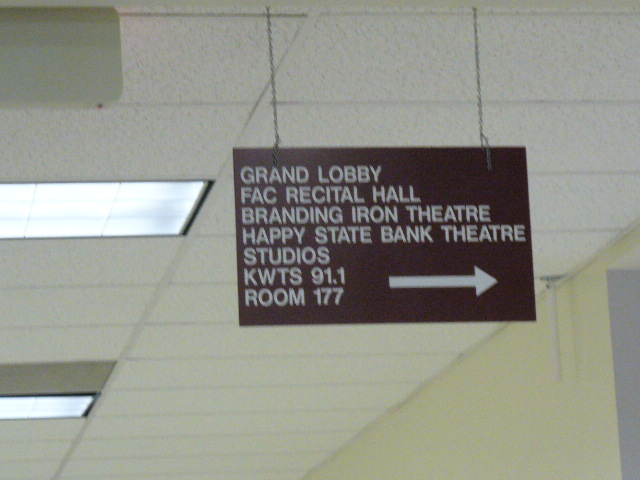 GRAND LOBBY
FAC RECITAL HALL
BRANDING IRON THEATRE
HAPPY STATE BANK THEATRE
STUDIOS
KWTS 91.1
ROOM 177